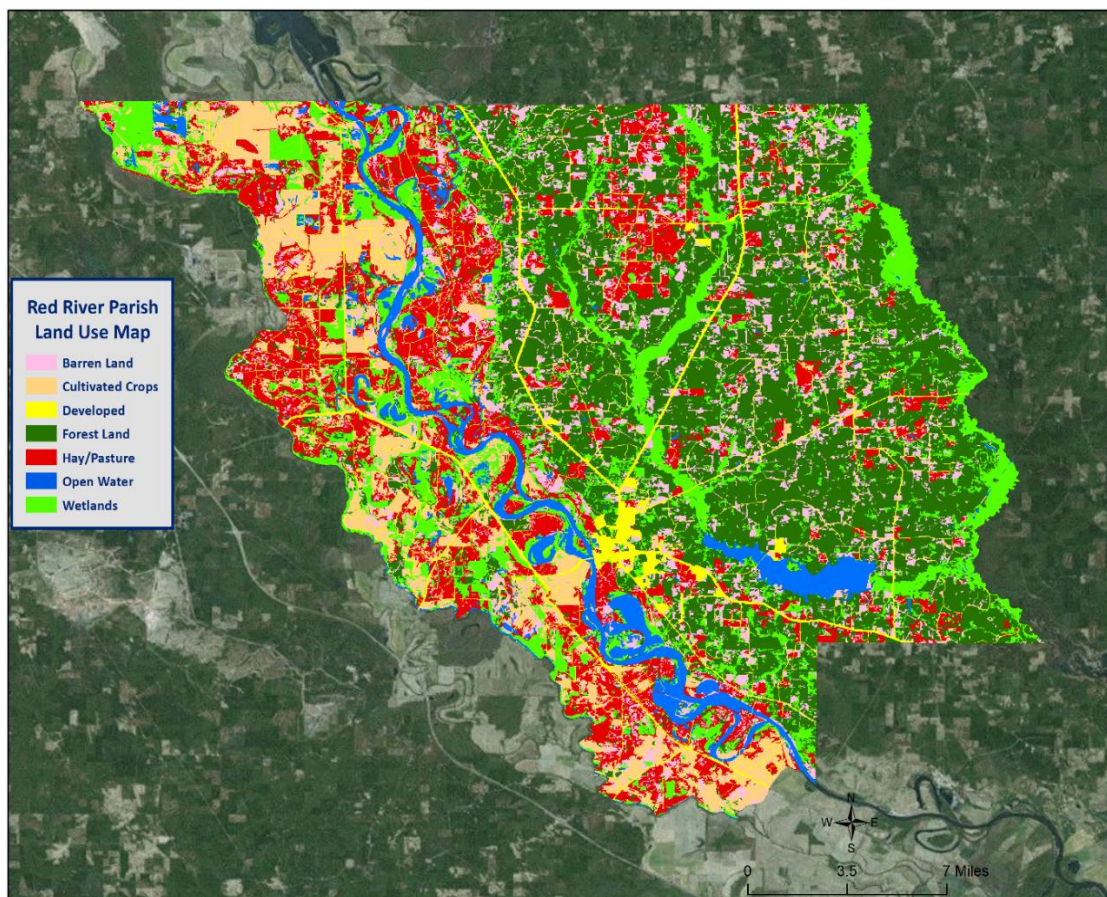 Red River Parish
Land Use Map
Barren Land
Cultivated Crops
Developed
Forest Land
Hay/Pasture
Open Water
Wetlands
N
W E
S
0 3.5 7 Miles